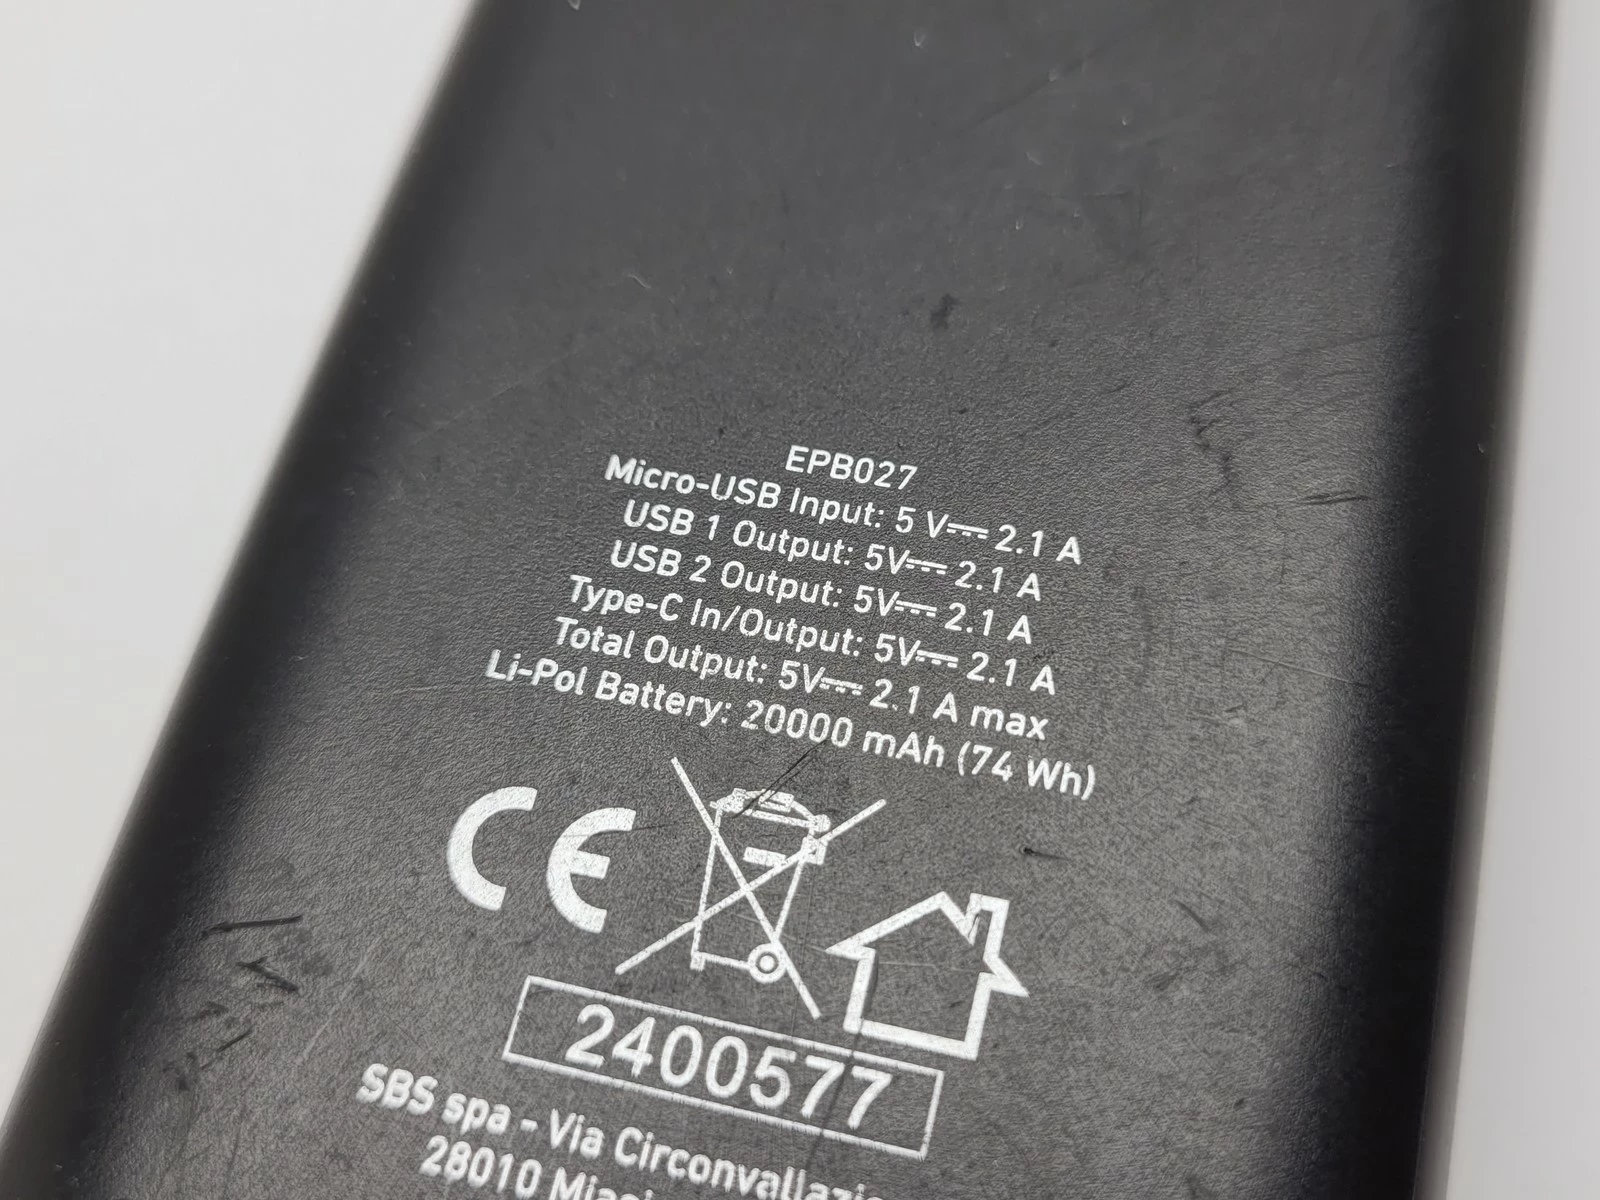 EPB027
Micro-USB Input: 5 V⎓ 2.1 A
USB 1 Output: 5V⎓ 2.1 A
USB 2 Output: 5V⎓ 2.1 A
Type-C In/Output: 5V⎓ 2.1 A
Total Output: 5V⎓ 2.1 A max
Li-Pol Battery: 20000 mAh (74 Wh)
CE
2400577
SBS spa - Via
28010